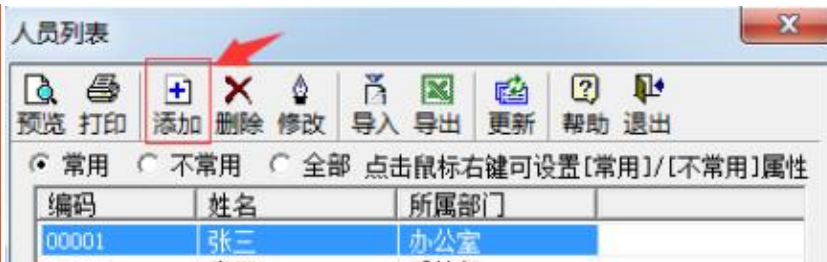 人员列表
预览 打印 添加 删除 修改 导入 导出 更新 帮助 退出
常用 不常用 全部 点击鼠标右键可设置[常用]/[不常用]属性
编码 姓名 所属部门
00001 张三 办公室